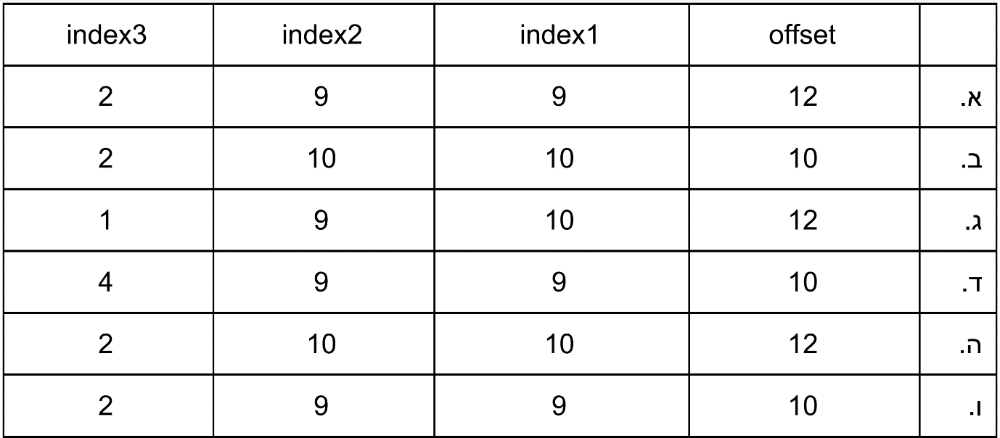 index3 index2 index1 offset
2 9 9 12 א.
2 10 10 10 ב.
1 9 10 12 ג.
4 9 9 10 ד.
2 10 10 12 ה.
2 9 9 10 ו.